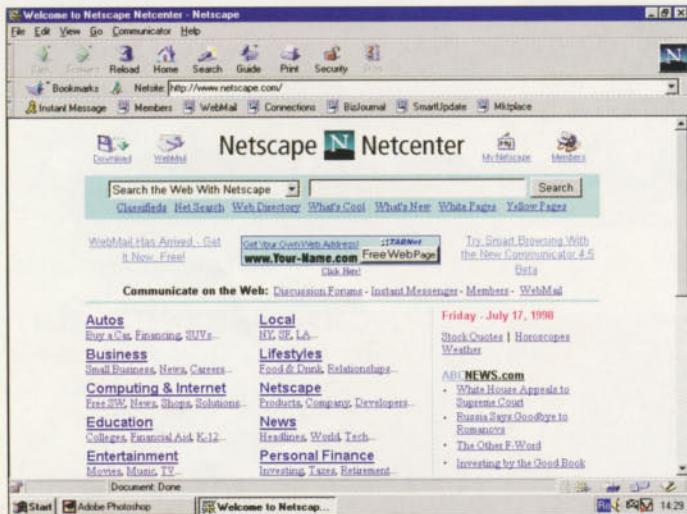 Welcome to Netscape Netcenter - Netscape
File Edit View Go Communicator Help
Reload Home Search Guide Print Security
Bookmarks Netsite: http://www.netscape.com/
Instant Message Members WebMail Connections BizJournal SmartUpdate Mktplace
Download WebMail Netscape N Netcenter My Netscape Members
Search the Web With Netscape Search
Classifieds Net Search Web Directory What's Cool What's New White Pages Yellow Pages
WebMail Has Arrived - Get It Now. Free!
Get Your Own Web Address! STARNet
www.Your-Name.com Free Web Page
Click Here!
Try Smart Browsing With the New Communicator 4.5 Beta
Communicate on the Web: Discussion Forums - Instant Messenger - Members - WebMail
Autos
Buy a Car, Financing, SUVs...
Business
Small Business, News, Careers...
Computing & Internet
Free SW, News, Shops, Solutions...
Education
Colleges, Financial Aid, K-12...
Entertainment
Movies, Music, TV...
Local
NY, SF, LA...
Lifestyles
Food & Drink, Relationships...
Netscape
Products, Company, Developers...
News
Headlines, World, Tech...
Personal Finance
Investing, Taxes, Retirement...
Friday - July 17, 1998
Stock Quotes | Horoscopes
Weather
ABCNEWS.com
White House Appeals to
Supreme Court
Russia Says Goodbye to
Romanovs
The Other F-Word
Investing by the Good Book
Document: Done
Start Adobe Photoshop Welcome to Netscap... 14:29